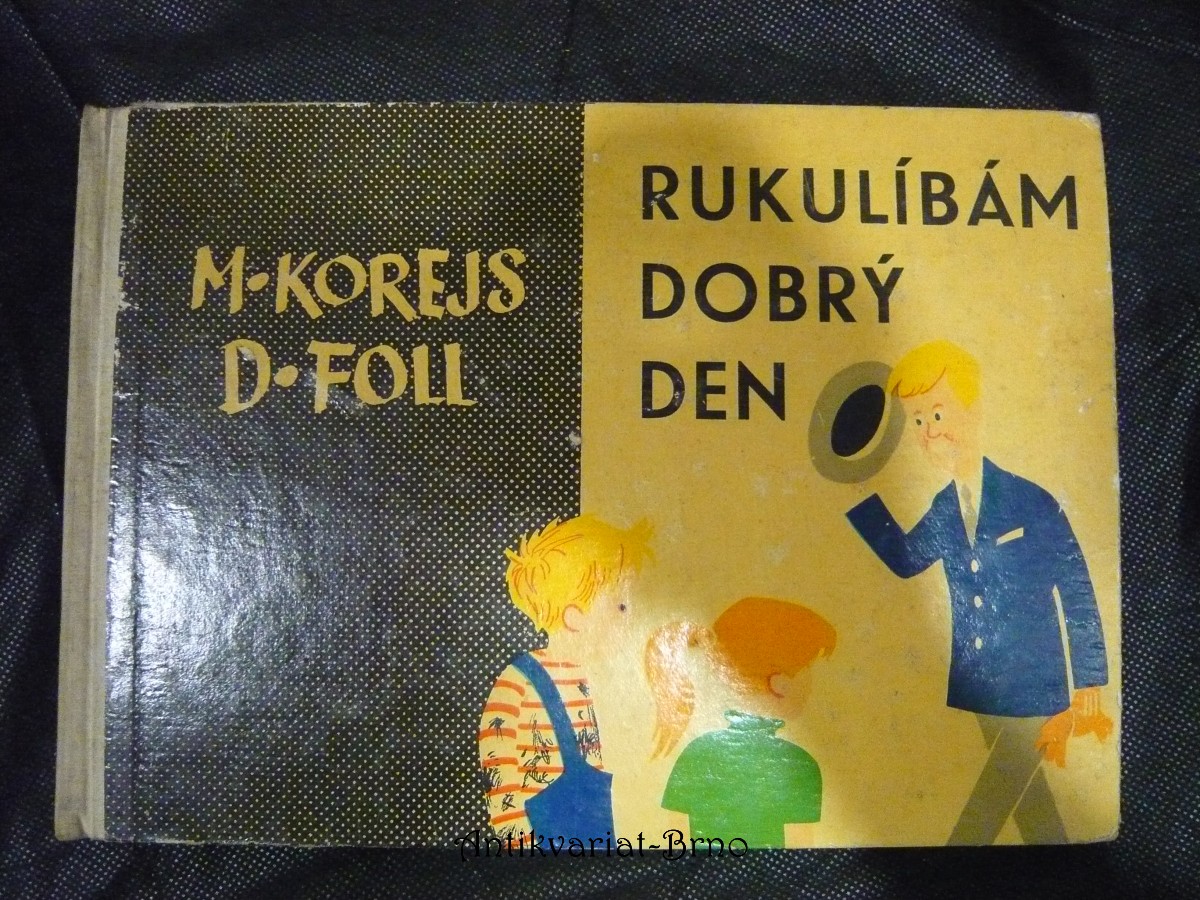 M·KOREJS
D·FOLL
RUKULÍBÁM
DOBRÝ
DEN
Antikvariat-Brno